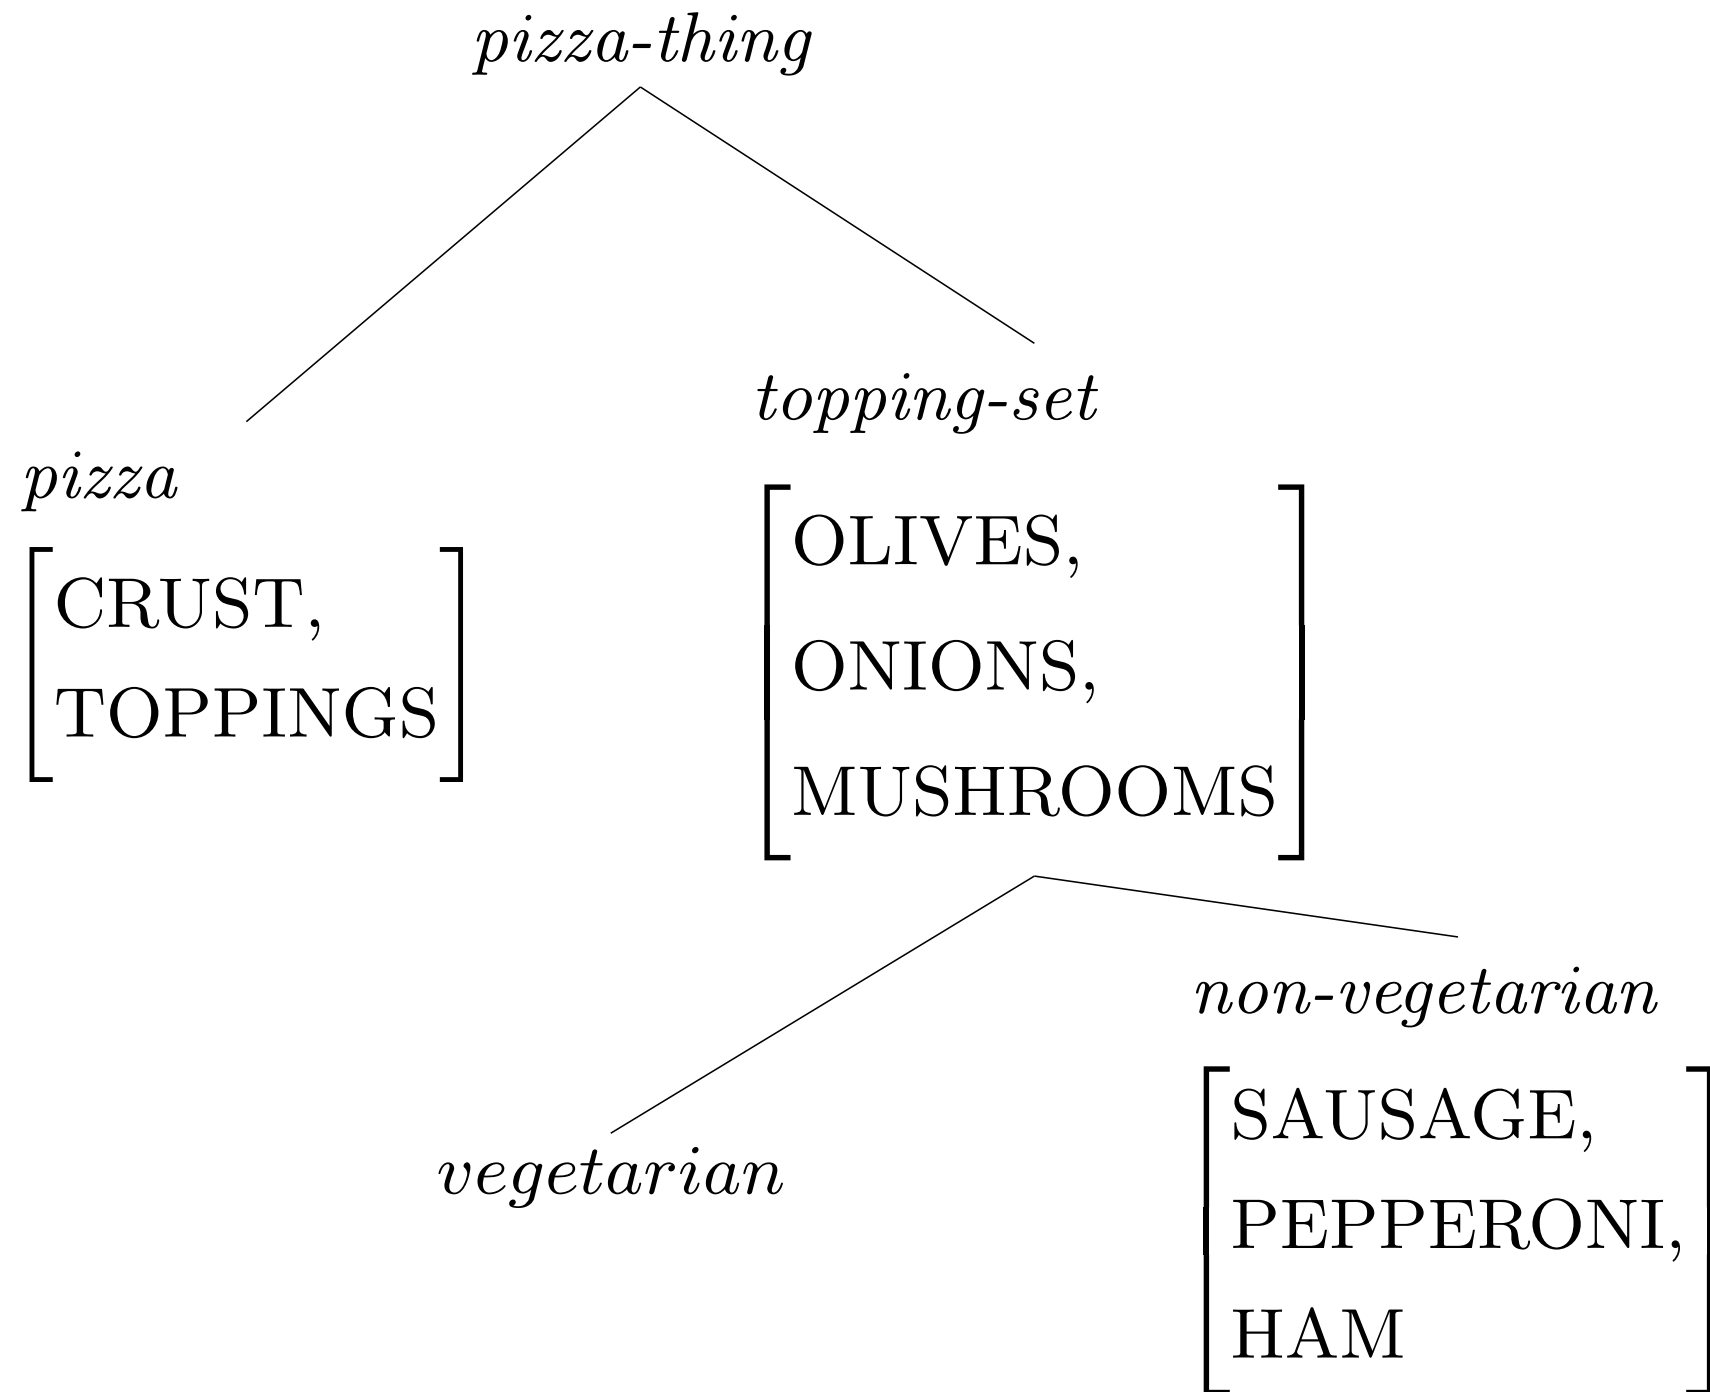 pizza-thing
pizza
CRUST,
TOPPINGS
topping-set
OLIVES,
ONIONS,
MUSHROOMS
vegetarian
non-vegetarian
SAUSAGE,
PEPPERONI,
HAM